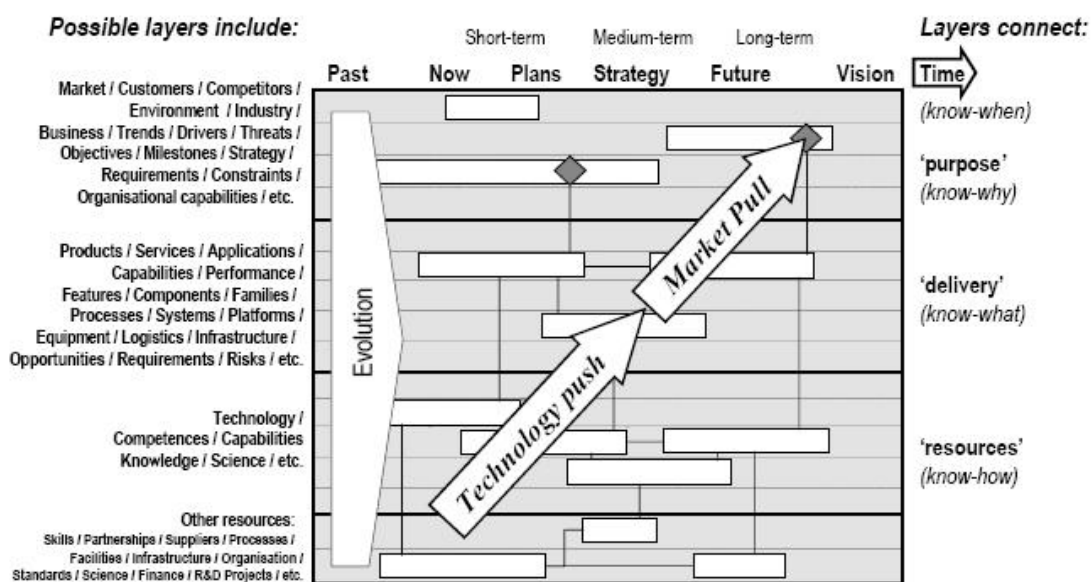 Possible layers include:
Short-term
Medium-term
Long-term
Layers connect:
Past
Now
Plans
Strategy
Future
Vision
Time
(know-when)
Market / Customers / Competitors /
Environment / Industry /
Business / Trends / Drivers / Threats /
Objectives / Milestones / Strategy /
Requirements / Constraints /
Organisational capabilities / etc.
'purpose'
(know-why)
Products / Services / Applications /
Capabilities / Performance /
Features / Components / Families /
Processes / Systems / Platforms /
Equipment / Logistics / Infrastructure /
Opportunities / Requirements / Risks / etc.
'delivery'
(know-what)
Evolution
Market Pull
Technology push
Technology /
Competences / Capabilities
Knowledge / Science / etc.
'resources'
(know-how)
Other resources:
Skills / Partnerships / Suppliers / Processes /
Facilities / Infrastructure / Organisation /
Standards / Science / Finance / R&D Projects / etc.